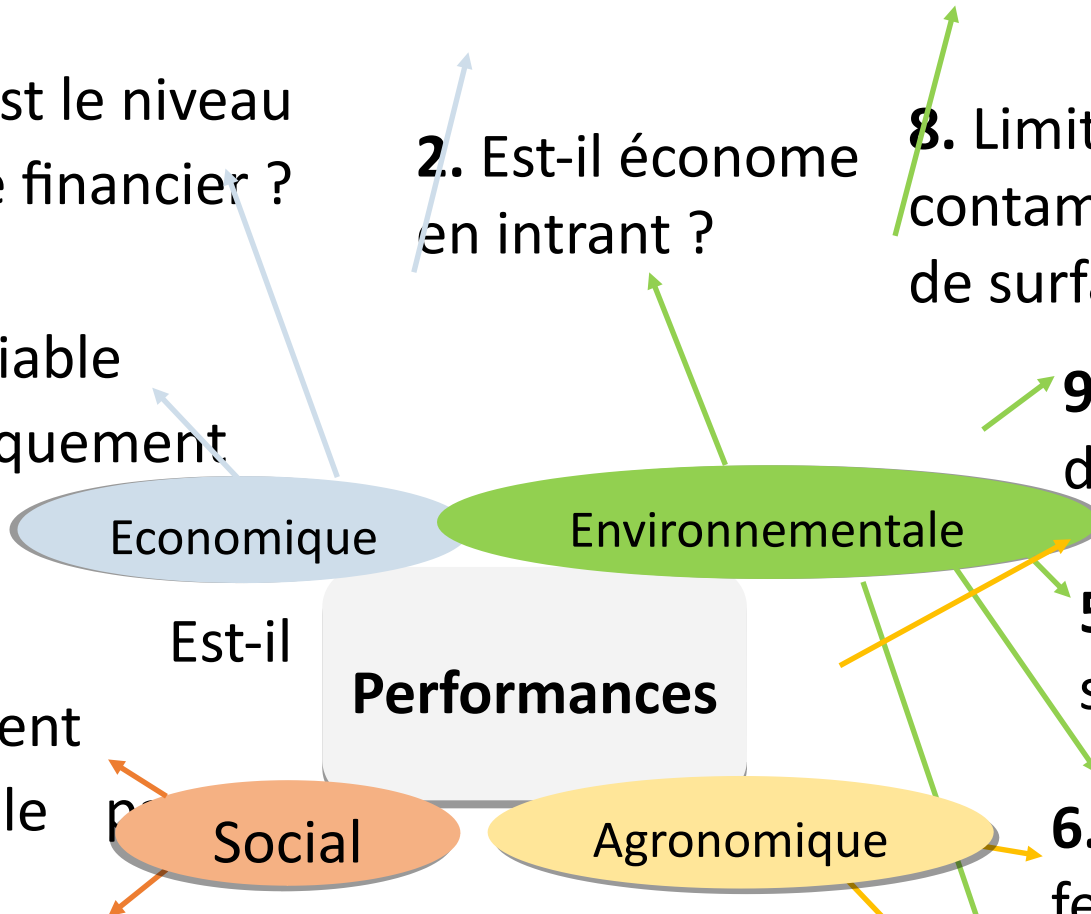 st le niveau
e financier ?
2. Est-il économe
en intrant ?
8. Limit
contam
de surf
iable
quement
9
d
Economique
Environnementale
Est-il
Performances
5
s
ent
le
Social
Agronomique
6.
fe